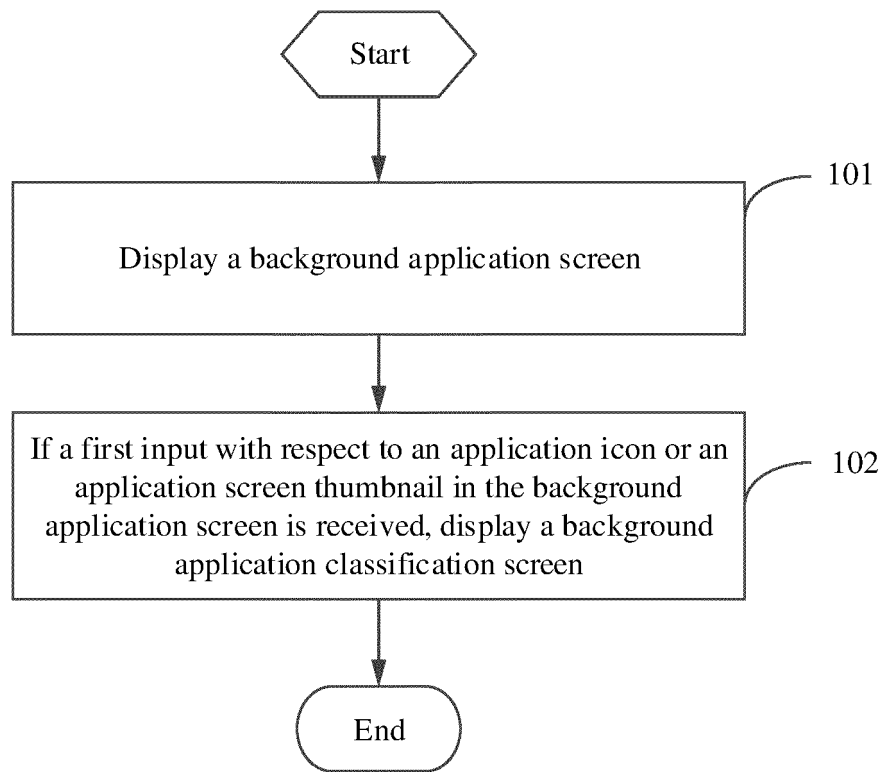 Start
101
Display a background application screen
If a first input with respect to an application icon or an
application screen thumbnail in the background
application screen is received, display a background
application classification screen
102
End